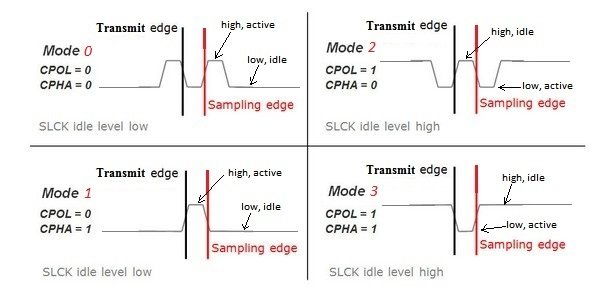 Transmit edge
high, active
Mode 0
low, idle
CPOL = 0
CPHA = 0
Sampling edge
SLCK idle level low
Transmit edge
high, idle
Mode 2
CPOL = 1
CPHA = 0
low, active
Sampling edge
SLCK idle level high
Transmit edge
high, active
Mode 1
CPOL = 0
low, idle
CPHA = 1
Sampling edge
SLCK idle level low
Transmit edge
high, idle
Mode 3
CPOL = 1
low, active
CPHA = 1
Sampling edge
SLCK idle level high